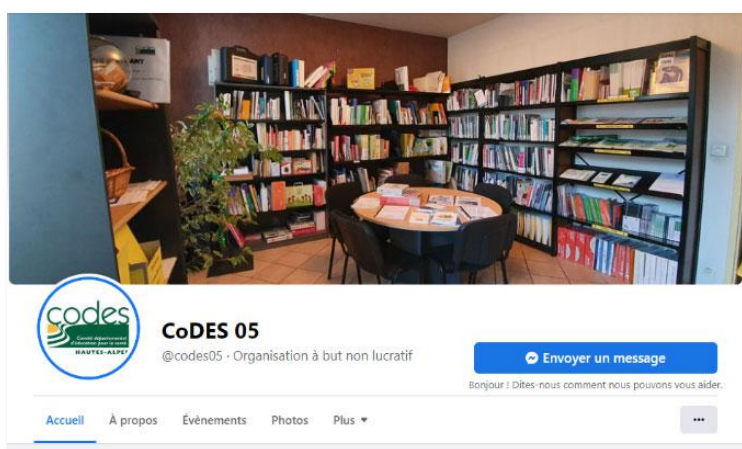 codes
Comité départemental
d'éducation pour la santé
HAUTES-ALPES
CoDES 05
@codes05 · Organisation à but non lucratif
Envoyer un message
Bonjour ! Dites-nous comment nous pouvons vous aider.
Accueil À propos Évènements Photos Plus